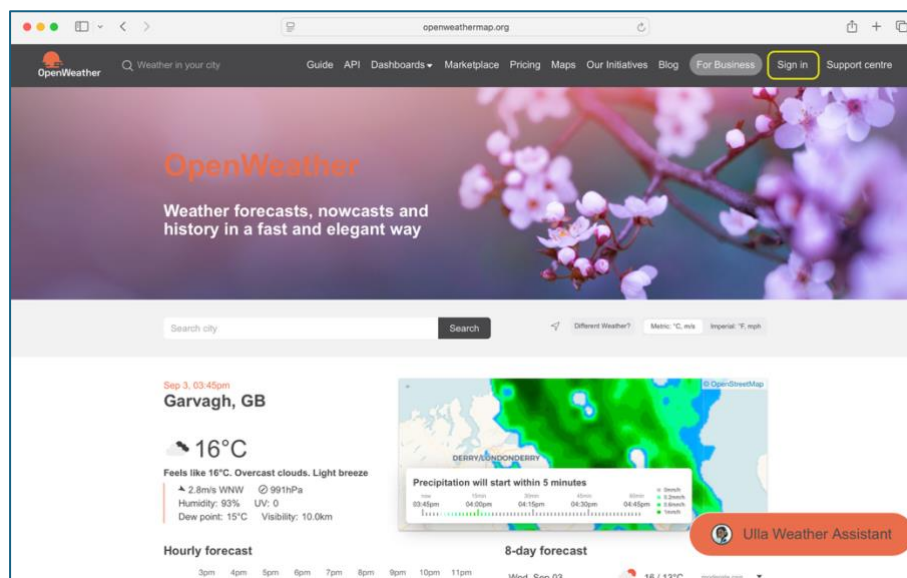 openweathermap.org
OpenWeather
Weather in your city
Guide API Dashboards Marketplace Pricing Maps Our Initiatives Blog For Business Sign in Support centre
OpenWeather
Weather forecasts, nowcasts and
history in a fast and elegant way
Search city Search Different Weather? Metric: °C, m/s Imperial: °F, mph
Sep 3, 03:45pm
Garvagh, GB
16°C
Feels like 16°C. Overcast clouds. Light breeze
2.8m/s WNW 991hPa
Humidity: 93% UV: 0
Dew point: 15°C Visibility: 10.0km
© OpenStreetMap
DERRY/LONDONDERRY
Precipitation will start within 5 minutes
now 15min 30min 45min 60min
03:45pm 04:00pm 04:15pm 04:30pm 04:45pm
0mm/h
0.2mm/h
0.6mm/h
1mm/h
Ulla Weather Assistant
Hourly forecast
3pm 4pm 5pm 6pm 7pm 8pm 9pm 10pm 11pm
8-day forecast
Wed, Sep 03 16 / 13°C